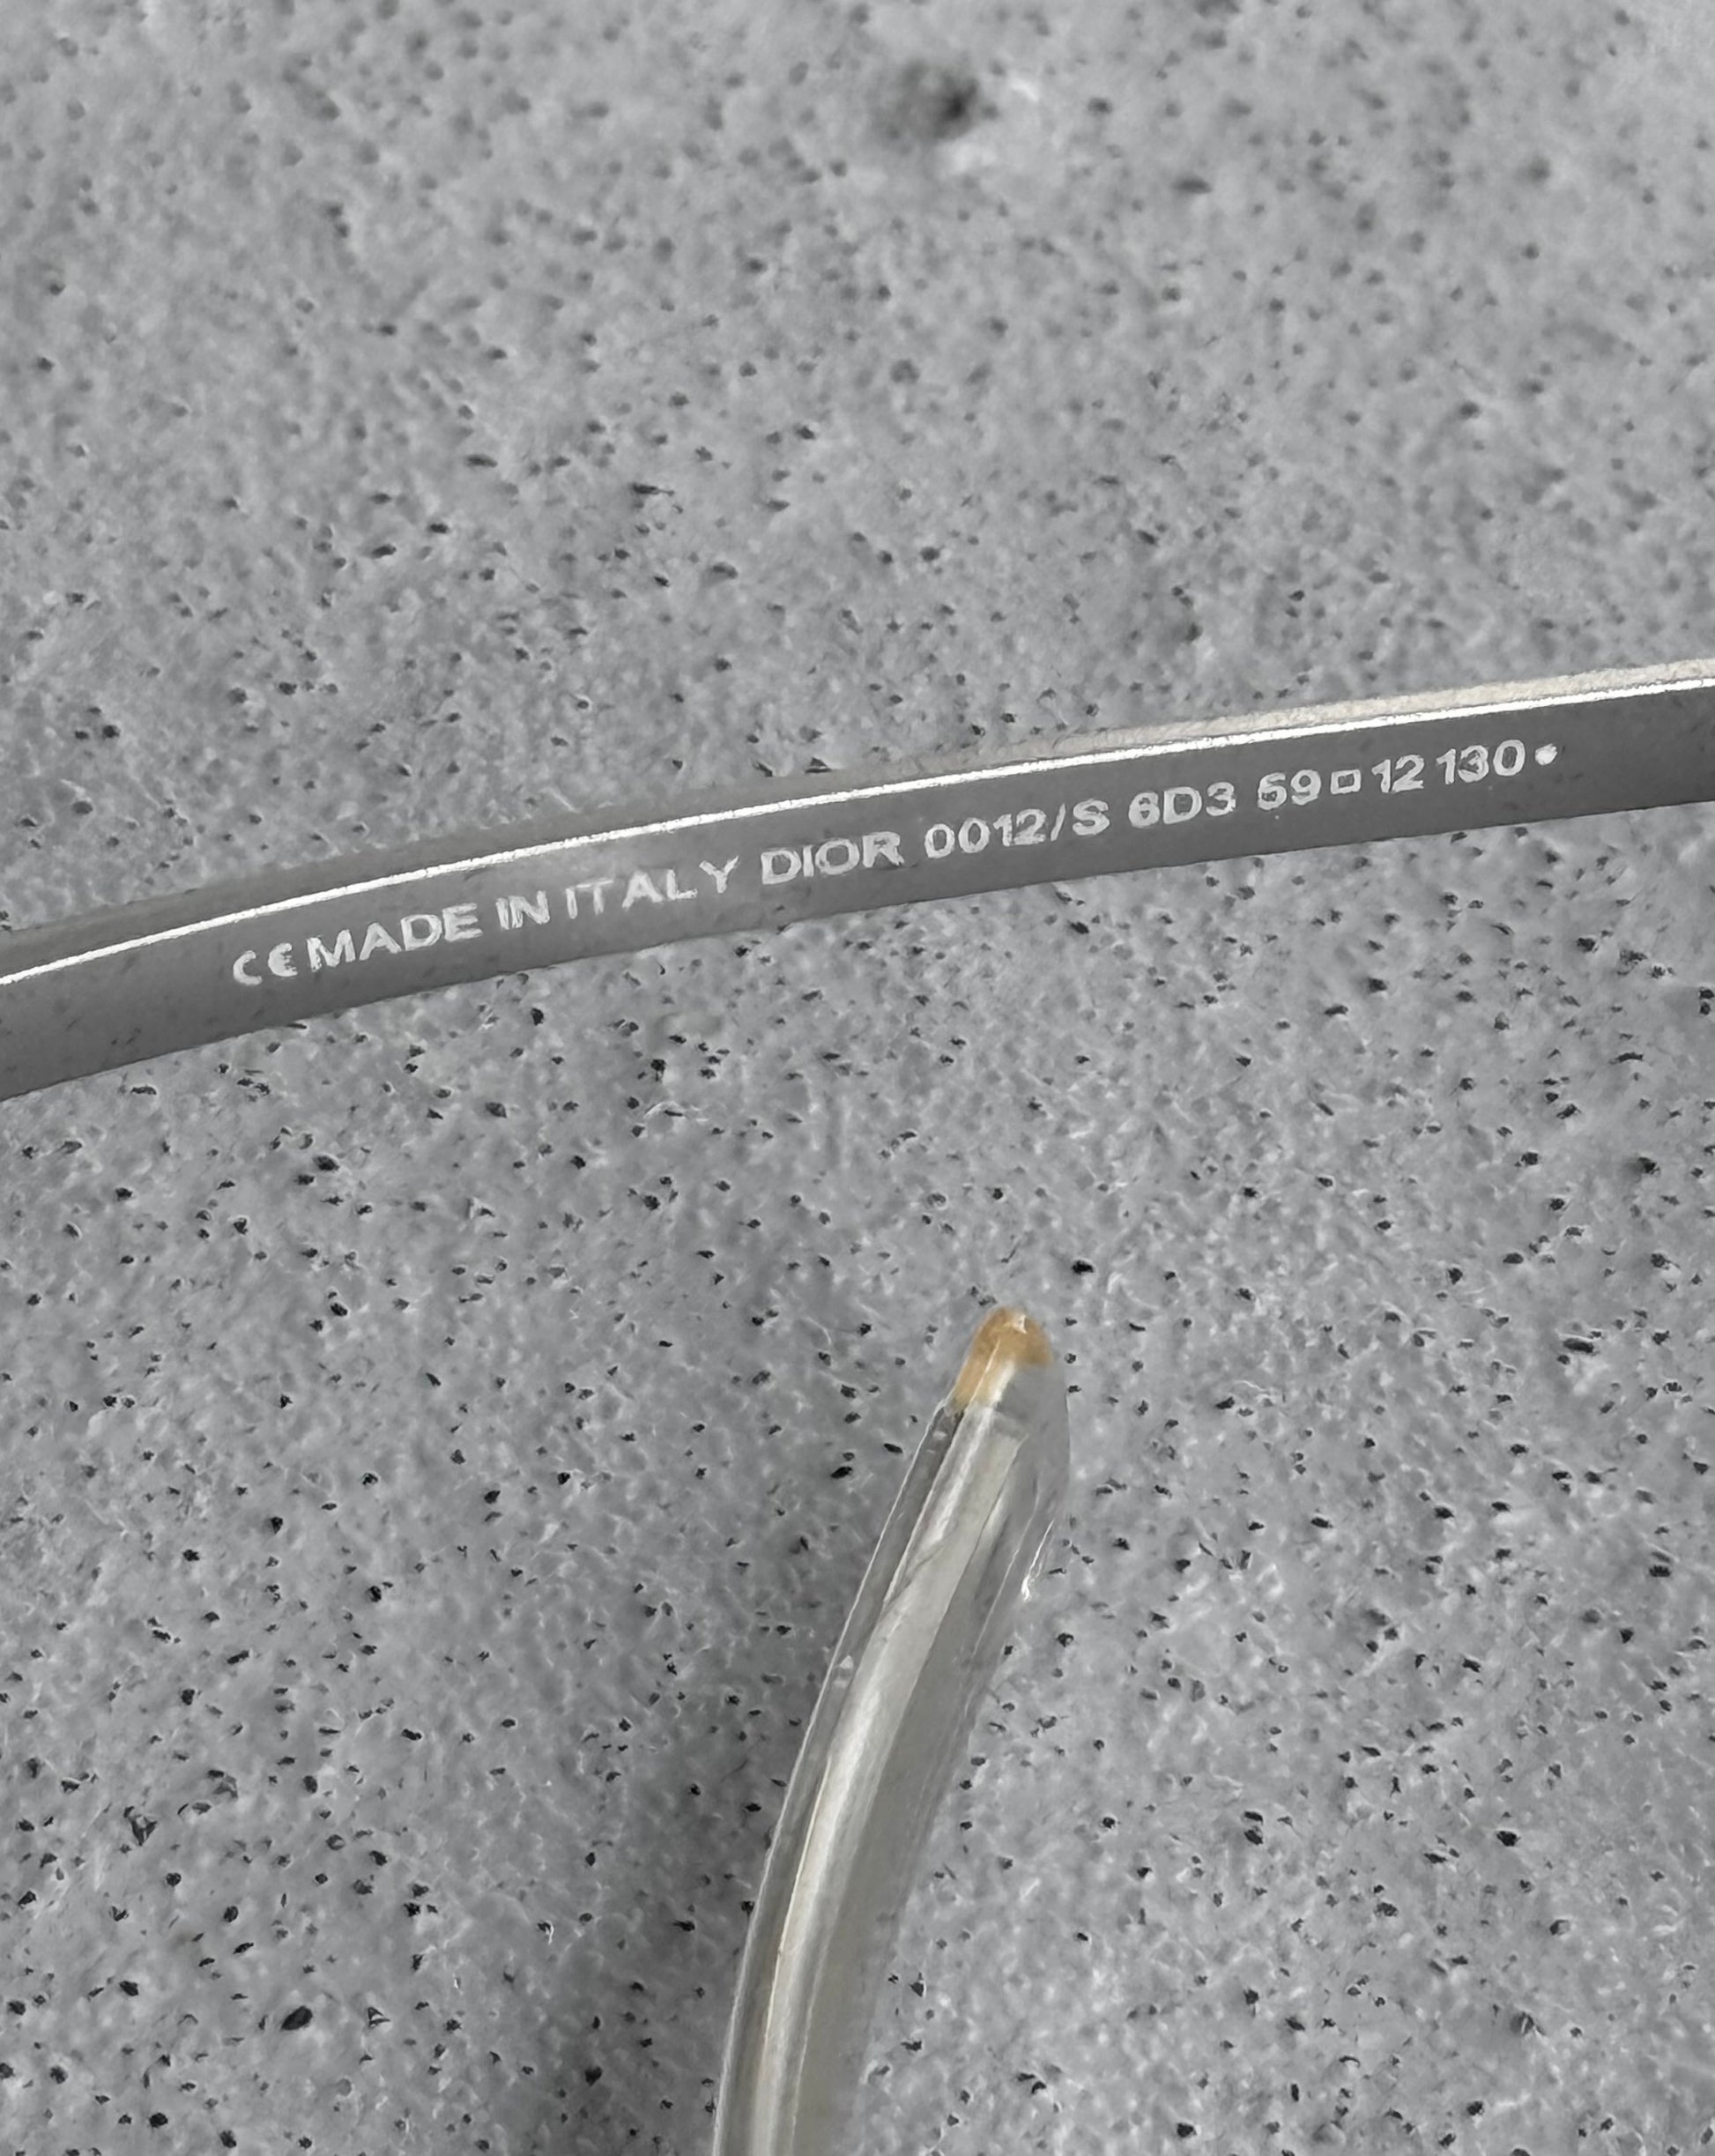 CE MADE IN ITALY DIOR 0012/S 6D3 59□12 130